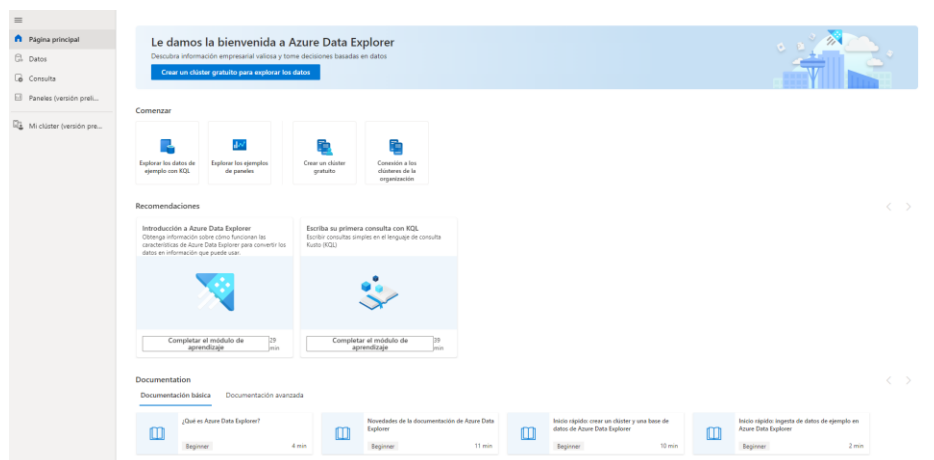 Página principal
Datos
Consulta
Paneles (versión preli...
Mi clúster (versión pre...
Le damos la bienvenida a Azure Data Explorer
Descubra información empresarial valiosa y tome decisiones basadas en datos
Crear un clúster gratuito para explorar los datos
Comenzar
Explorar los datos de
ejemplo con KQL
Explorar los ejemplos
de paneles
Crear un clúster
gratuito
Conexión a los
clústeres de la
organización
Recomendaciones
Introducción a Azure Data Explorer
Obtenga información sobre cómo funcionan las
características de Azure Data Explorer para convertir los
datos en información que puede usar.
Completar el módulo de
aprendizaje
29
min
Escriba su primera consulta con KQL
Escribir consultas simples en el lenguaje de consulta
Kusto (KQL)
Completar el módulo de
aprendizaje
39
min
Documentation
Documentación básica
Documentación avanzada
¿Qué es Azure Data Explorer?
Beginner
4 min
Novedades de la documentación de Azure Data
Explorer
Beginner
11 min
Inicio rápido: crear un clúster y una base de
datos de Azure Data Explorer
Beginner
10 min
Inicio rápido: ingesta de datos de ejemplo en
Azure Data Explorer
Beginner
2 min